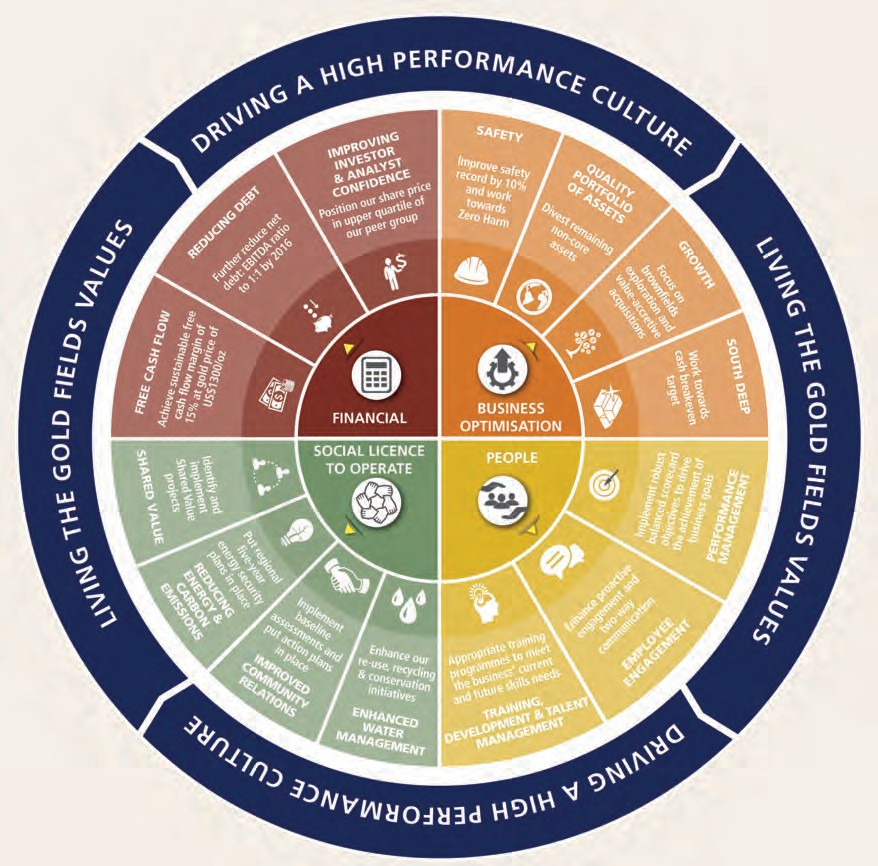 DRIVING A HIGH PERFORMANCE CULTURE
LIVING THE GOLD FIELDS VALUES
DRIVING A HIGH PERFORMANCE CULTURE
LIVING THE GOLD FIELDS VALUES
FINANCIAL
FREE CASH FLOW
Achieve sustainable free
cash flow margin of
15% at gold price of
US$1300/oz
REDUCING DEBT
Further reduce net
debt: EBITDA ratio
to 1:1 by 2016
IMPROVING
INVESTOR
& ANALYST
CONFIDENCE
Position our share price
in upper quartile of
our peer group
BUSINESS
OPTIMISATION
SAFETY
Improve safety
record by 10%
and work
towards
Zero Harm
QUALITY
PORTFOLIO
OF ASSETS
Divest remaining
non-core
assets
GROWTH
Focus on
brownfields
exploration and
value-accretive
acquisitions
SOUTH DEEP
Work towards
cash breakeven
target
PEOPLE
PERFORMANCE
MANAGEMENT
Implement robust
balanced scorecard
objectives to drive
the achievement of
business goals
Enhance proactive
engagement and
two-way
communication
EMPLOYEE
ENGAGEMENT
Appropriate training
programmes to meet
the business' current
and future skills needs
TRAINING,
DEVELOPMENT & TALENT
MANAGEMENT
SOCIAL LICENCE
TO OPERATE
Enhance our
re-use, recycling
& conservation
initiatives
ENHANCED
WATER
MANAGEMENT
Implement
baseline
assessments and
put action plans
in place
IMPROVED
COMMUNITY
RELATIONS
Put regional
five-year
energy security
plans in place
REDUCING
ENERGY &
CARBON
EMISSIONS
Identify and
implement
Shared Value
projects
SHARED VALUE